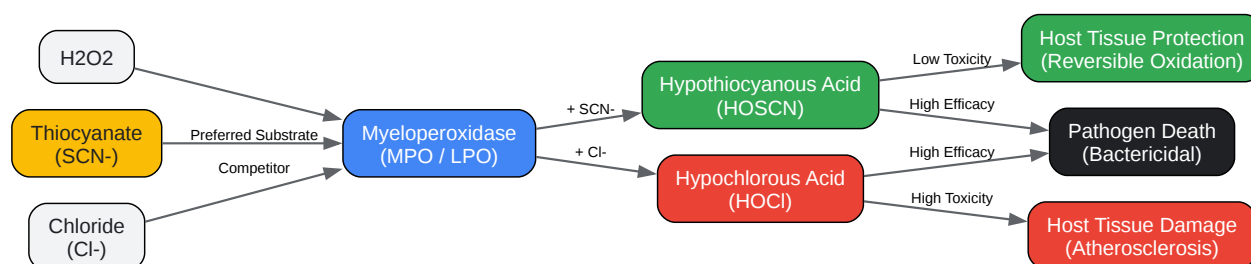 H2O2
Thiocyanate
(SCN-)
Chloride
(Cl-)
Preferred Substrate
Competitor
Myeloperoxidase
(MPO / LPO)
+ SCN-
+ Cl-
Hypothiocyanous Acid
(HOSCN)
Hypochlorous Acid
(HOCl)
Low Toxicity
High Efficacy
High Efficacy
High Toxicity
Host Tissue Protection
(Reversible Oxidation)
Pathogen Death
(Bactericidal)
Host Tissue Damage
(Atherosclerosis)